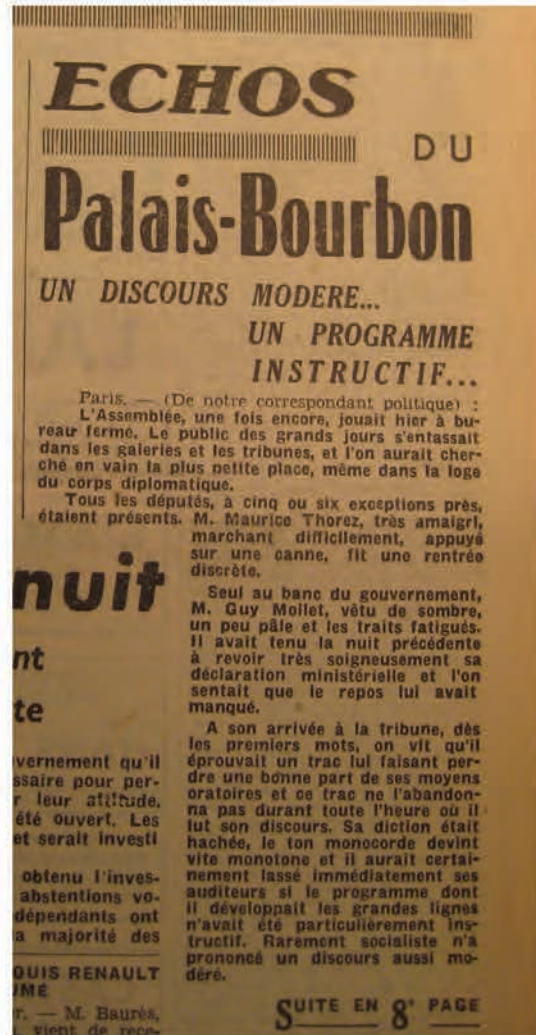 ECHOS
DU
Palais-Bourbon
UN DISCOURS MODERE...
UN PROGRAMME
INSTRUCTIF...
Paris. — (De notre correspondant politique) :
L'Assemblée, une fois encore, jouait hier à bu-
reau fermé. Le public des grands jours s'entassait
dans les galeries et les tribunes, et l'on aurait cher-
ché en vain la plus petite place, même dans la loge
du corps diplomatique.
Tous les députés, à cinq ou six exceptions près,
étaient présents. M. Maurice Thorez, très amaigri,
marchant difficilement, appuyé
sur une canne, fit une rentrée
discrète.
Seul au banc du gouvernement,
M. Guy Mollet, vêtu de sombre,
un peu pâle et les traits fatigués.
Il avait tenu la nuit précédente
à revoir très soigneusement sa
déclaration ministérielle et l'on
sentait que le repos lui avait
manqué.
A son arrivée à la tribune, dès
les premiers mots, on vit qu'il
éprouvait un trac lui faisant per-
dre une bonne part de ses moyens
oratoires et ce trac ne l'abandon-
na pas durant toute l'heure où il
lut son discours. Sa diction était
hachée, le ton monocorde devint
vite monotone et il aurait certai-
nement lassé immédiatement ses
auditeurs si le programme dont
il développait les grandes lignes
n'avait été particulièrement ins-
tructif. Rarement socialiste n'a
prononcé un discours aussi mo-
déré.
SUITE EN 8e PAGE
nuit
nt
te
vernement qu'il
ssaire pour per-
r leur attitude.
été ouvert. Les
et serait investi
obtenu l'inves-
abstentions vo-
dépendants ont
a majorité des
OUIS RENAULT
UMÉ
r. — M. Baurès,
vient de rece-